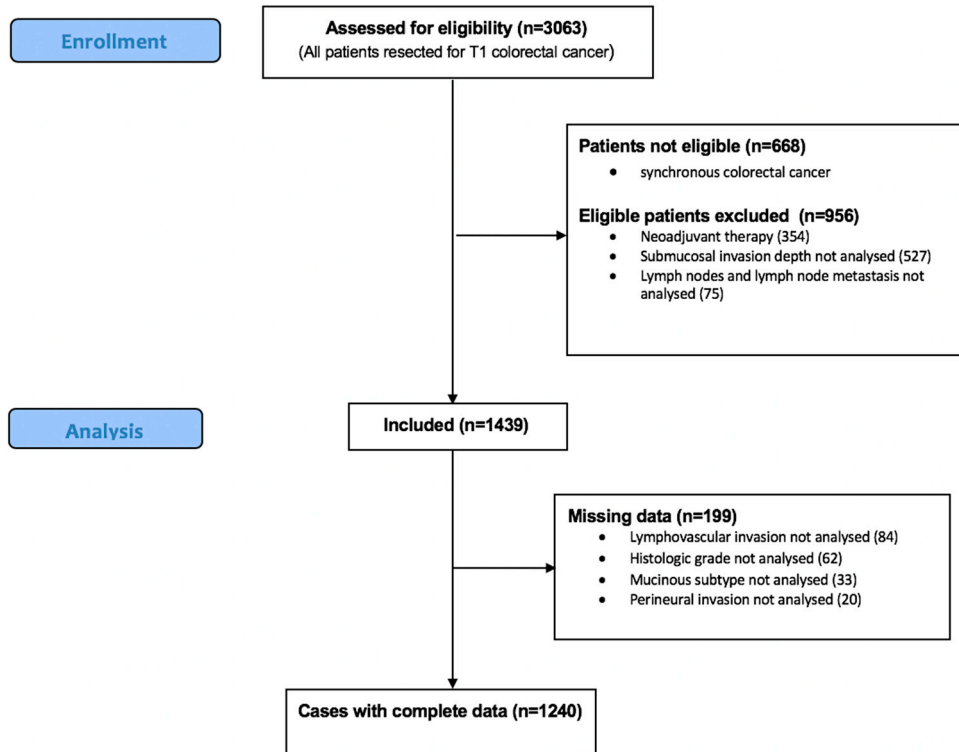 Enrollment
Assessed for eligibility (n=3063)
(All patients resected for T1 colorectal cancer)
Patients not eligible (n=668)
• synchronous colorectal cancer
Eligible patients excluded (n=956)
• Neoadjuvant therapy (354)
• Submucosal invasion depth not analysed (527)
• Lymph nodes and lymph node metastasis not
analysed (75)
Analysis
Included (n=1439)
Missing data (n=199)
• Lymphovascular invasion not analysed (84)
• Histologic grade not analysed (62)
• Mucinous subtype not analysed (33)
• Perineural invasion not analysed (20)
Cases with complete data (n=1240)